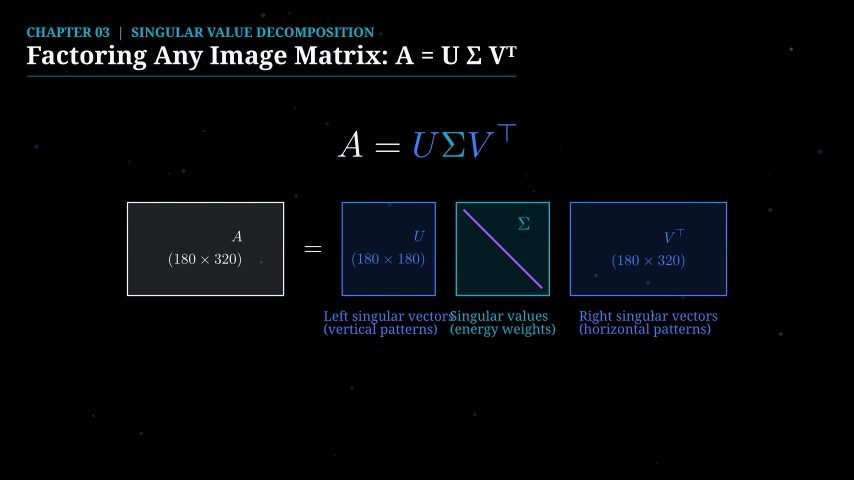 CHAPTER 03 | SINGULAR VALUE DECOMPOSITION
Factoring Any Image Matrix: A = U Σ Vᵀ
A = UΣV⊤
A
(180 × 320)
=
U
(180 × 180)
Σ
V⊤
(180 × 320)
Left singular vectors
(vertical patterns)
Singular values
(energy weights)
Right singular vectors
(horizontal patterns)